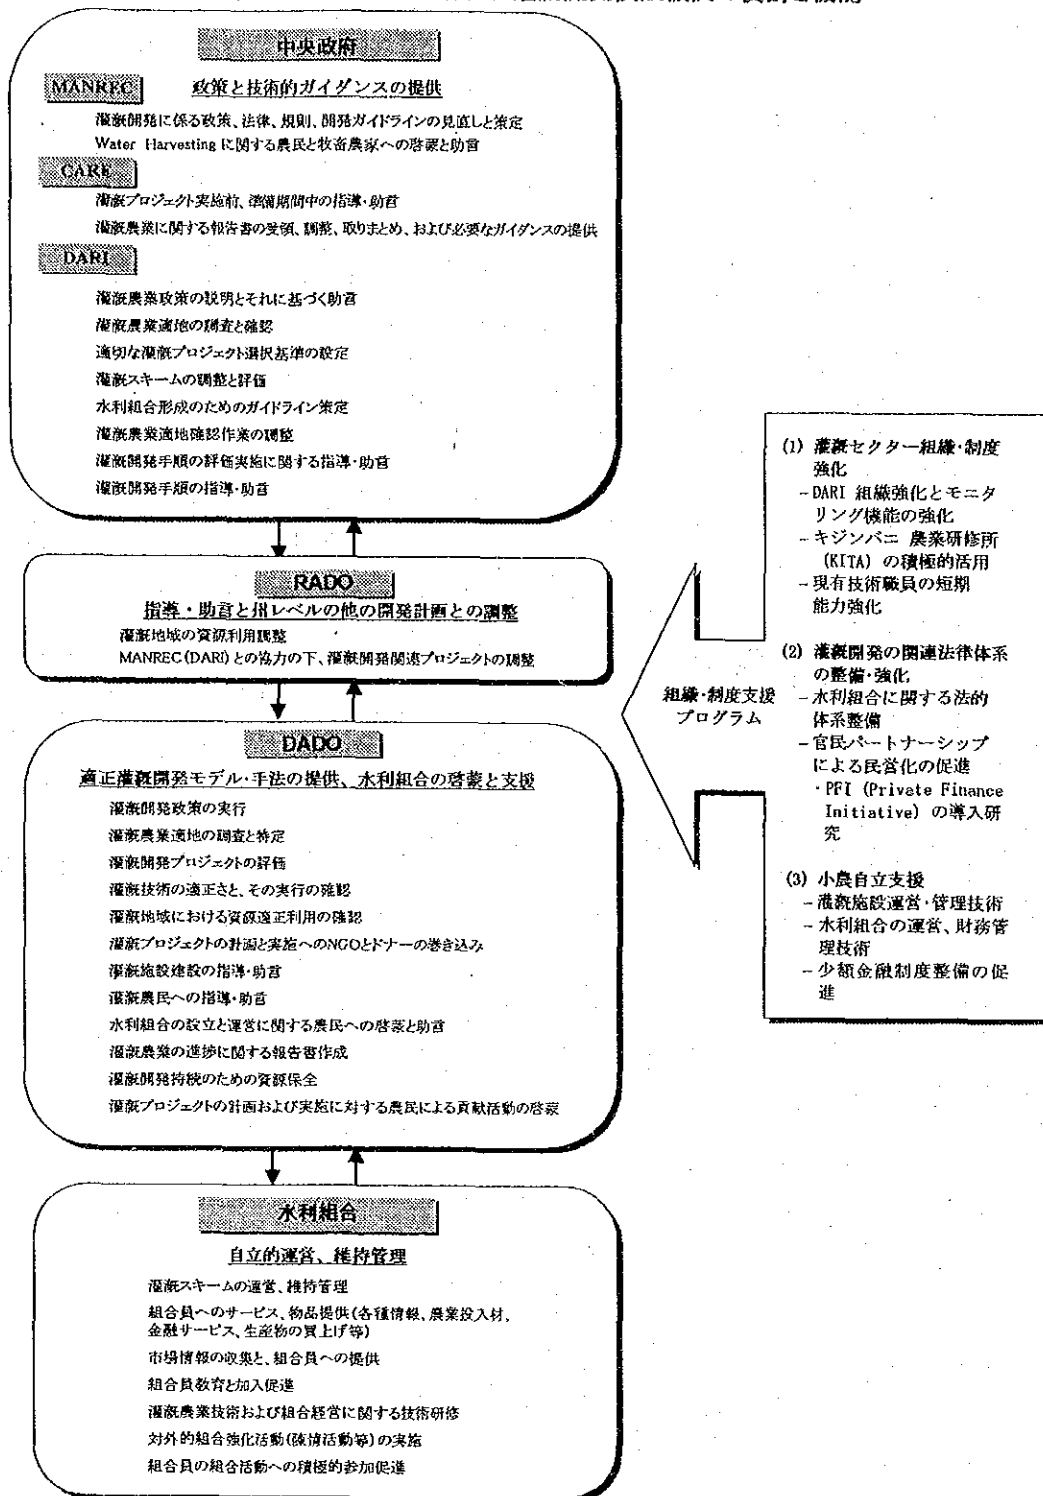 中央政府
MANREC 政策と技術的ガイダンスの提供
灌漑開発に係る政策、法律、規則、開発ガイドラインの見直しと策定
Water Harvestingに関する農民と牧畜農家への啓蒙と助言
CARE
灌漑プロジェクト実施前、準備期間中の指導・助言
灌漑農業に関する報告書の受領、調整、取りまとめ、および必要なガイダンスの提供
DARI
灌漑農業政策の説明とそれに基づく助言
灌漑農業適地の調査と確認
適切な灌漑プロジェクト選択基準の設定
灌漑スキームの調整と評価
水利組合形成のためのガイドライン策定
灌漑農業適地確認作業の調整
灌漑開発手順の評価実施に関する指導・助言
灌漑開発手順の指導・助言
RADO
指導・助言と州レベルの他の開発計画との調整
灌漑地域の資源利用調整
MANREC(DARI)との協力の下、灌漑開発関連プロジェクトの調整
DADO
適正灌漑開発モデル・手法の提供、水利組合の啓蒙と支援
灌漑開発政策の実行
灌漑農業適地の調査と特定
灌漑開発プロジェクトの評価
灌漑技術の適正さと、その実行の確認
灌漑地域における資源適正利用の確認
灌漑プロジェクトの計画と実施へのNGOとドナーの巻き込み
灌漑施設建設の指導・助言
灌漑農民への指導・助言
水利組合の設立と運営に関する農民への啓蒙と助言
灌漑農業の進捗に関する報告書作成
灌漑開発持続のための資源保全
灌漑プロジェクトの計画および実施に対する農民による貢献活動の啓蒙
水利組合
自立的運営、維持管理
灌漑スキームの運営、維持管理
組合員へのサービス、物品提供(各種情報、農業投入材、
金融サービス、生産物の買上げ等)
市場情報の収集と、組合員への提供
組合員教育と加入促進
灌漑農業技術および組合経営に関する技術研修
対外的組合強化活動(陳情活動等)の実施
組合員の組合活動への積極的参加促進
組織・制度支援
プログラム
(1) 灌漑セクター組織・制度
強化
－DARI 組織強化とモニタ
リング機能の強化
－キジンバニ 農業研修所
(KITA) の積極的活用
－現有技術職員の短期
能力強化
(2) 灌漑開発の関連法律体系
の整備・強化
－水利組合に関する法的
体系整備
－官民パートナーシップ
による民営化の促進
・PFI (Private Finance
Initiative) の導入研
究
(3) 小農自立支援
－灌漑施設運営・管理技術
－水利組合の運営、財務管
理技術
－少額金融制度整備の促
進